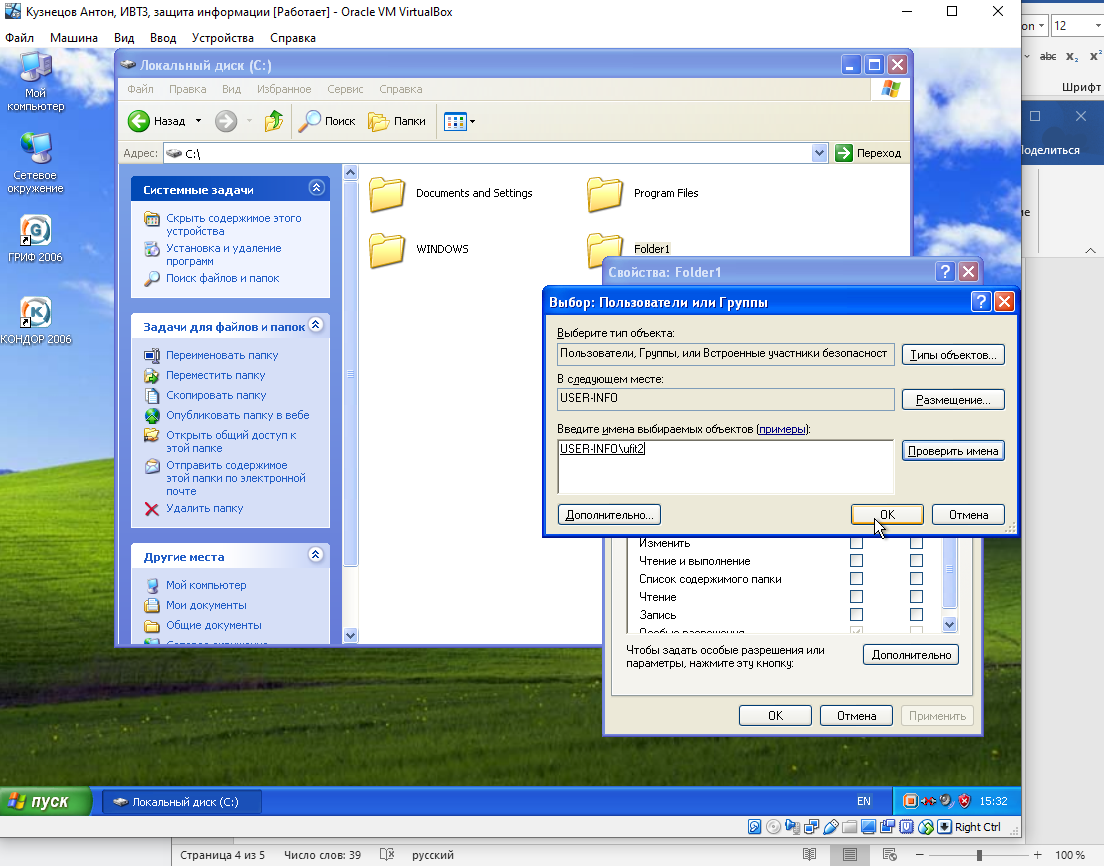 Кузнецов Антон, ИВТ3, защита информации [Работает] - Oracle VM VirtualBox
Файл Машина Вид Ввод Устройства Справка
12
abc x₂ x²
Шрифт
Мой компьютер
Сетевое окружение
ГРИФ 2006
КОНДОР 2006
Локальный диск (C:)
Файл Правка Вид Избранное Сервис Справка
Назад Поиск Папки
Адрес: C:\ Переход
Системные задачи
Скрыть содержимое этого
устройства
Установка и удаление
программ
Поиск файлов и папок
Задачи для файлов и папок
Переименовать папку
Переместить папку
Скопировать папку
Опубликовать папку в вебе
Открыть общий доступ к
этой папке
Отправить содержимое
этой папки по электронной
почте
Удалить папку
Другие места
Мой компьютер
Мои документы
Общие документы
Documents and Settings
Program Files
WINDOWS
Folder1
Свойства: Folder1
Выбор: Пользователи или Группы
Выберите тип объекта:
Пользователи, Группы, или Встроенные участники безопасност
Типы объектов...
В следующем месте:
USER-INFO
Размещение...
Введите имена выбираемых объектов (примеры):
USER-INFO\ufit2
Проверить имена
Дополнительно...
OK
Отмена
Изменить
Чтение и выполнение
Список содержимого папки
Чтение
Запись
Особые разрешения
Чтобы задать особые разрешения или
параметры, нажмите эту кнопку:
Дополнительно
OK
Отмена
Применить
пуск
Локальный диск (C:)
EN
15:32
Right Ctrl
Страница 4 из 5 Число слов: 39 русский
100 %